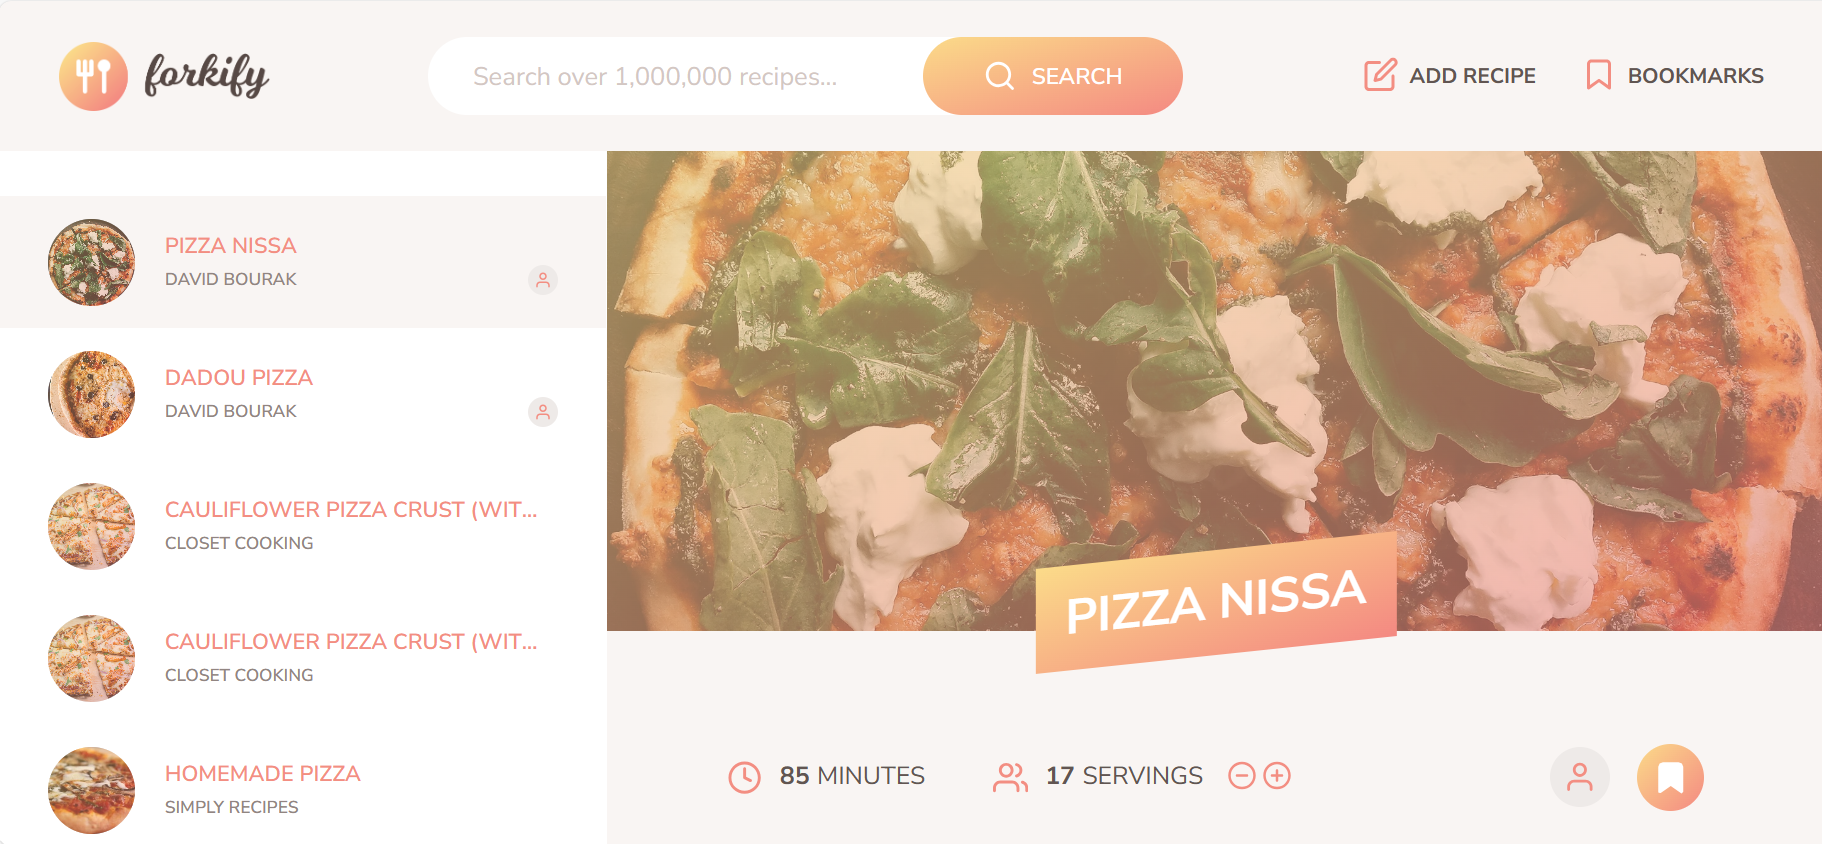 forkify
Search over 1,000,000 recipes...
SEARCH
ADD RECIPE
BOOKMARKS
PIZZA NISSA
DAVID BOURAK
DADOU PIZZA
DAVID BOURAK
CAULIFLOWER PIZZA CRUST (WIT...
CLOSET COOKING
CAULIFLOWER PIZZA CRUST (WIT...
CLOSET COOKING
HOMEMADE PIZZA
SIMPLY RECIPES
PIZZA NISSA
85 MINUTES
17 SERVINGS